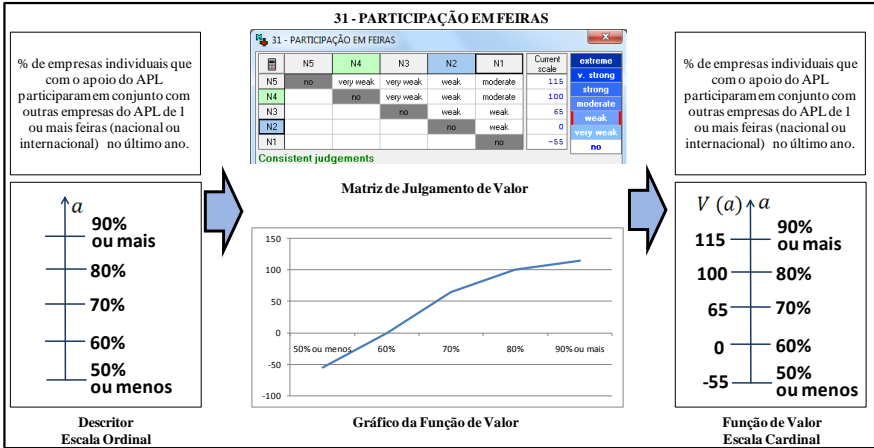 31 - PARTICIPAÇÃO EM FEIRAS
% de empresas individuais que
com o apoio do APL
participaram em conjunto com
outras empresas do APL de 1
ou mais feiras (nacional ou
internacional) no último ano.
a
90%
ou mais
80%
70%
60%
50%
ou menos
Descritor
Escala Ordinal
31 - PARTICIPAÇÃO EM FEIRAS
N5 N4 N3 N2 N1 Current scale
N5 no very weak weak weak moderate 115
N4 no very weak weak moderate 100
N3 no weak weak 65
N2 no weak 0
N1 no -55
Consistent judgements
extreme
v. strong
strong
moderate
weak
very weak
no
Matriz de Julgamento de Valor
150
100
50
0
-50
-100
50% ou menos 60% 70% 80% 90% ou mais
Gráfico da Função de Valor
% de empresas individuais que
com o apoio do APL
participaram em conjunto com
outras empresas do APL de 1
ou mais feiras (nacional ou
internacional) no último ano.
V (a) a
115 90%
ou mais
100 80%
65 70%
0 60%
-55 50%
ou menos
Função de Valor
Escala Cardinal